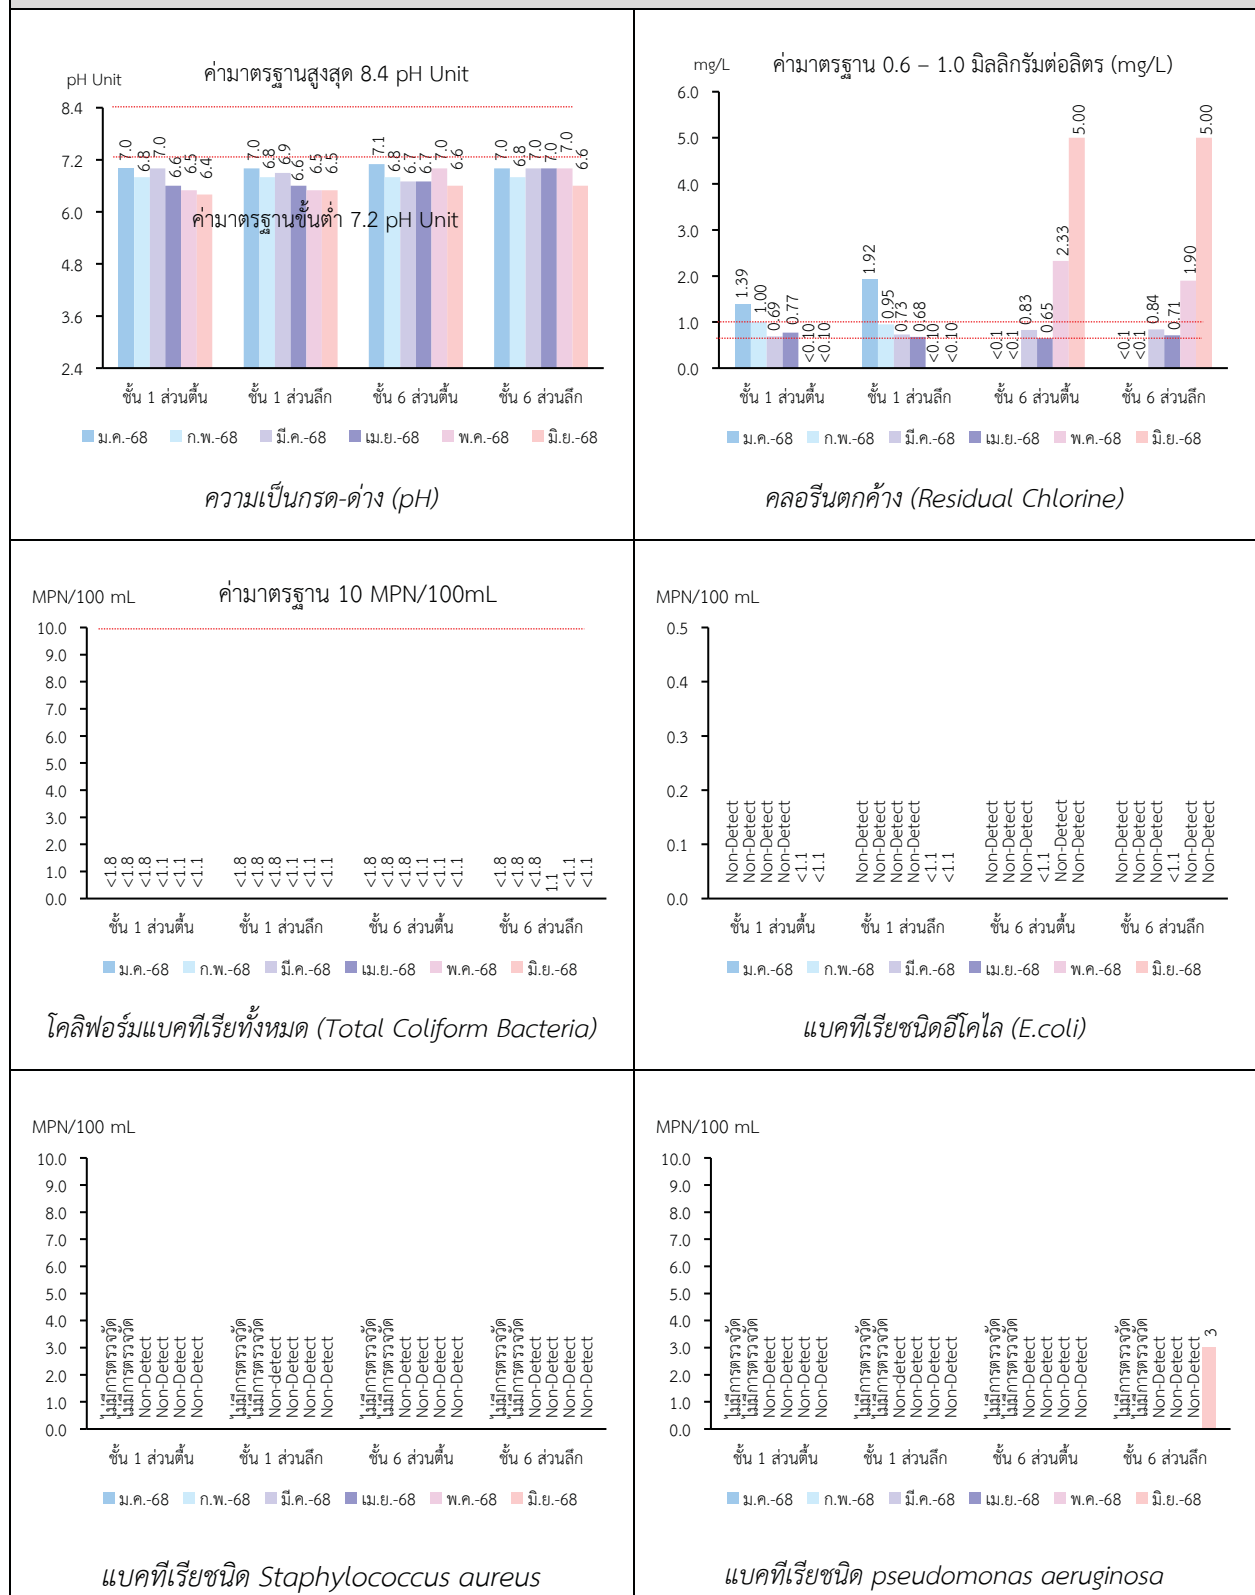 pH Unit
ค่ามาตรฐานสูงสุด 8.4 pH Unit
8.4
7.2
6.0
4.8
3.6
2.4
7.0 6.8 7.0 6.6 6.5 6.4
7.0 6.8 6.9 6.6 6.5 6.5
7.1 6.8 6.7 6.7 7.0 6.6
7.0 6.8 7.0 7.0 7.0 6.6
ค่ามาตรฐานขั้นต่ำ 7.2 pH Unit
ชั้น 1 ส่วนตื้น ชั้น 1 ส่วนลึก ชั้น 6 ส่วนตื้น ชั้น 6 ส่วนลึก
ม.ค.-68 ก.พ.-68 มี.ค.-68 เม.ย.-68 พ.ค.-68 มิ.ย.-68
ความเป็นกรด-ด่าง (pH)
mg/L
ค่ามาตรฐาน 0.6 – 1.0 มิลลิกรัมต่อลิตร (mg/L)
6.0
5.0
4.0
3.0
2.0
1.0
0.0
1.39 1.00 0.69 0.77 <0.10 <0.10
1.92 0.95 0.73 0.68 <0.10 <0.10
<0.1 <0.1 0.83 0.65 2.33 5.00
<0.1 <0.1 0.84 0.71 1.90 5.00
ชั้น 1 ส่วนตื้น ชั้น 1 ส่วนลึก ชั้น 6 ส่วนตื้น ชั้น 6 ส่วนลึก
ม.ค.-68 ก.พ.-68 มี.ค.-68 เม.ย.-68 พ.ค.-68 มิ.ย.-68
คลอรีนตกค้าง (Residual Chlorine)
MPN/100 mL
ค่ามาตรฐาน 10 MPN/100mL
10.0
9.0
8.0
7.0
6.0
5.0
4.0
3.0
2.0
1.0
0.0
<1.8 <1.8 <1.8 <1.1 <1.1 <1.1
<1.8 <1.8 <1.8 <1.1 <1.1 <1.1
<1.8 <1.8 <1.8 <1.1 <1.1 <1.1
<1.8 <1.8 <1.8 1.1 <1.1 <1.1
ชั้น 1 ส่วนตื้น ชั้น 1 ส่วนลึก ชั้น 6 ส่วนตื้น ชั้น 6 ส่วนลึก
ม.ค.-68 ก.พ.-68 มี.ค.-68 เม.ย.-68 พ.ค.-68 มิ.ย.-68
โคลิฟอร์มแบคทีเรียทั้งหมด (Total Coliform Bacteria)
MPN/100 mL
0.5
0.4
0.3
0.2
0.1
0.0
Non-Detect Non-Detect Non-Detect Non-Detect <1.1 <1.1
Non-Detect Non-Detect Non-Detect Non-Detect <1.1 <1.1
Non-Detect Non-Detect Non-Detect <1.1 Non-Detect Non-Detect
Non-Detect Non-Detect Non-Detect <1.1 Non-Detect Non-Detect
ชั้น 1 ส่วนตื้น ชั้น 1 ส่วนลึก ชั้น 6 ส่วนตื้น ชั้น 6 ส่วนลึก
ม.ค.-68 ก.พ.-68 มี.ค.-68 เม.ย.-68 พ.ค.-68 มิ.ย.-68
แบคทีเรียชนิดอีโคไล (E.coli)
MPN/100 mL
10.0
9.0
8.0
7.0
6.0
5.0
4.0
3.0
2.0
1.0
0.0
ไม่มีการตรวจวัด ไม่มีการตรวจวัด Non-Detect Non-Detect Non-Detect Non-Detect
ไม่มีการตรวจวัด ไม่มีการตรวจวัด Non-detect Non-Detect Non-Detect Non-Detect
ไม่มีการตรวจวัด ไม่มีการตรวจวัด Non-Detect Non-Detect Non-Detect Non-Detect
ไม่มีการตรวจวัด ไม่มีการตรวจวัด Non-Detect Non-Detect Non-Detect Non-Detect
ชั้น 1 ส่วนตื้น ชั้น 1 ส่วนลึก ชั้น 6 ส่วนตื้น ชั้น 6 ส่วนลึก
ม.ค.-68 ก.พ.-68 มี.ค.-68 เม.ย.-68 พ.ค.-68 มิ.ย.-68
แบคทีเรียชนิด Staphylococcus aureus
MPN/100 mL
10.0
9.0
8.0
7.0
6.0
5.0
4.0
3.0
2.0
1.0
0.0
ไม่มีการตรวจวัด ไม่มีการตรวจวัด Non-Detect Non-Detect Non-Detect Non-Detect
ไม่มีการตรวจวัด ไม่มีการตรวจวัด Non-detect Non-Detect Non-Detect Non-Detect
ไม่มีการตรวจวัด ไม่มีการตรวจวัด Non-Detect Non-Detect Non-Detect Non-Detect
ไม่มีการตรวจวัด ไม่มีการตรวจวัด Non-Detect Non-Detect Non-Detect 3
ชั้น 1 ส่วนตื้น ชั้น 1 ส่วนลึก ชั้น 6 ส่วนตื้น ชั้น 6 ส่วนลึก
ม.ค.-68 ก.พ.-68 มี.ค.-68 เม.ย.-68 พ.ค.-68 มิ.ย.-68
แบคทีเรียชนิด pseudomonas aeruginosa